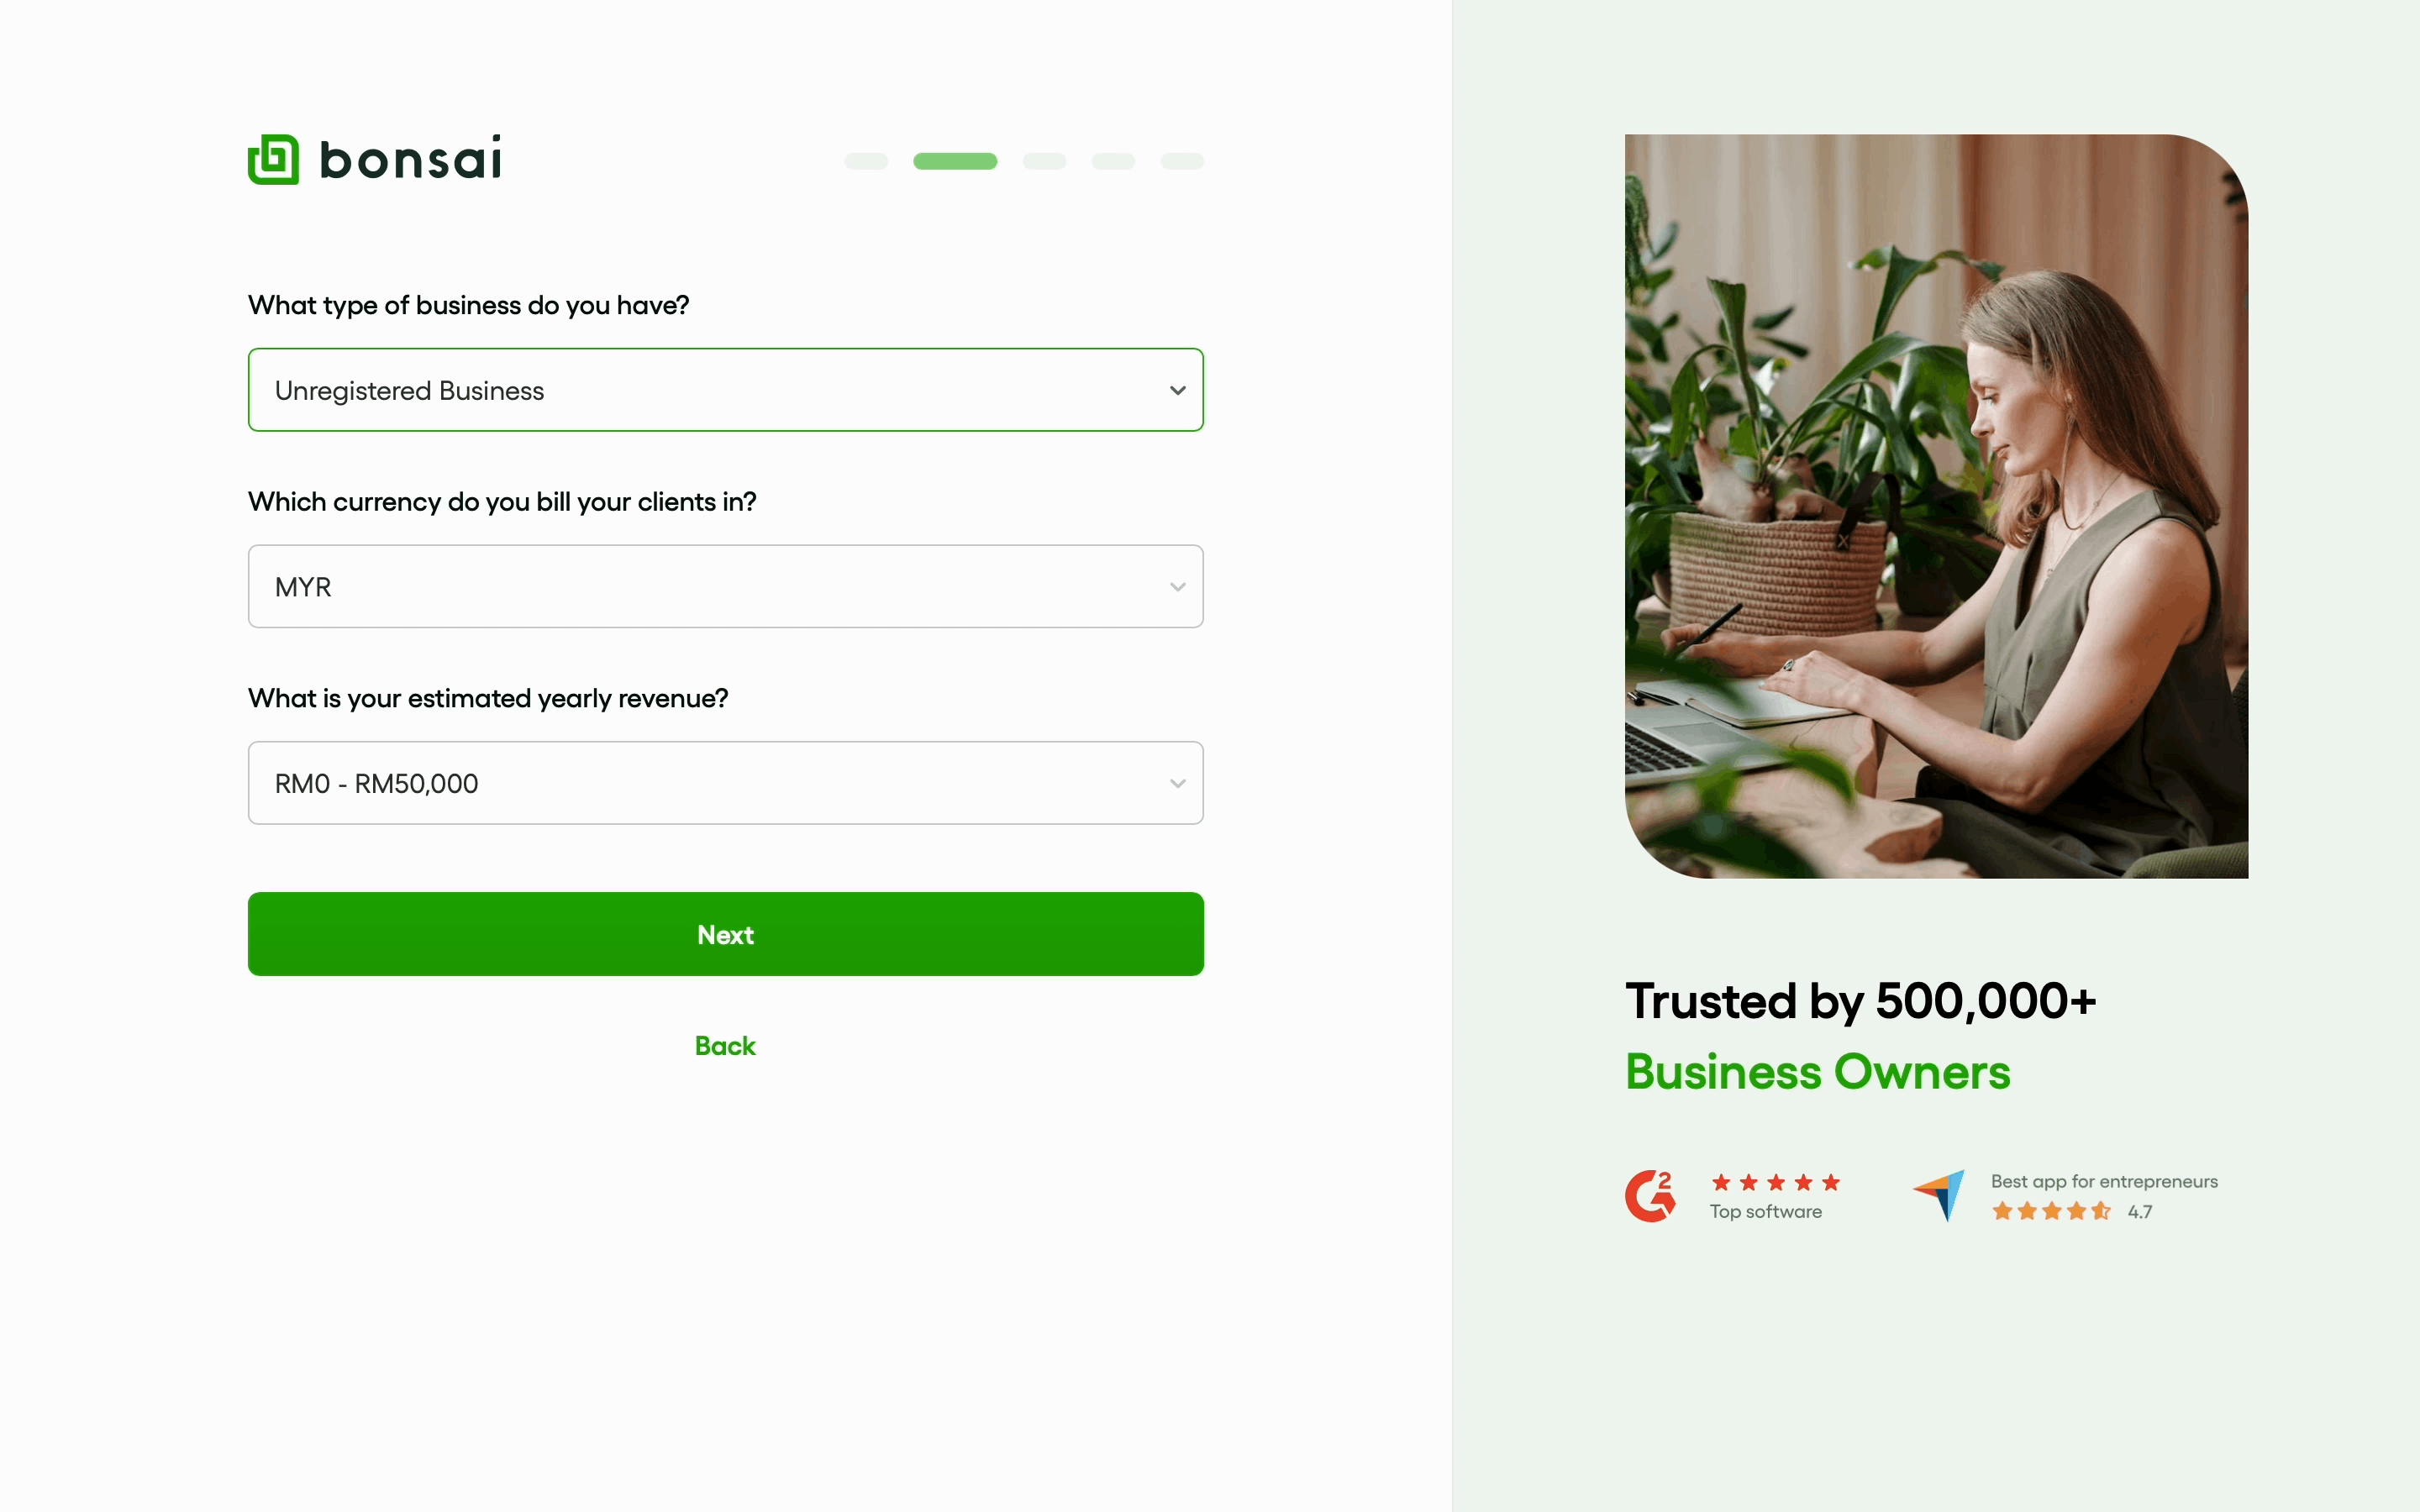 bonsai
What type of business do you have?
Unregistered Business
Which currency do you bill your clients in?
MYR
What is your estimated yearly revenue?
RM0 - RM50,000
Next
Back
Trusted by 500,000+
Business Owners
G2
Top software
Best app for entrepreneurs
4.7